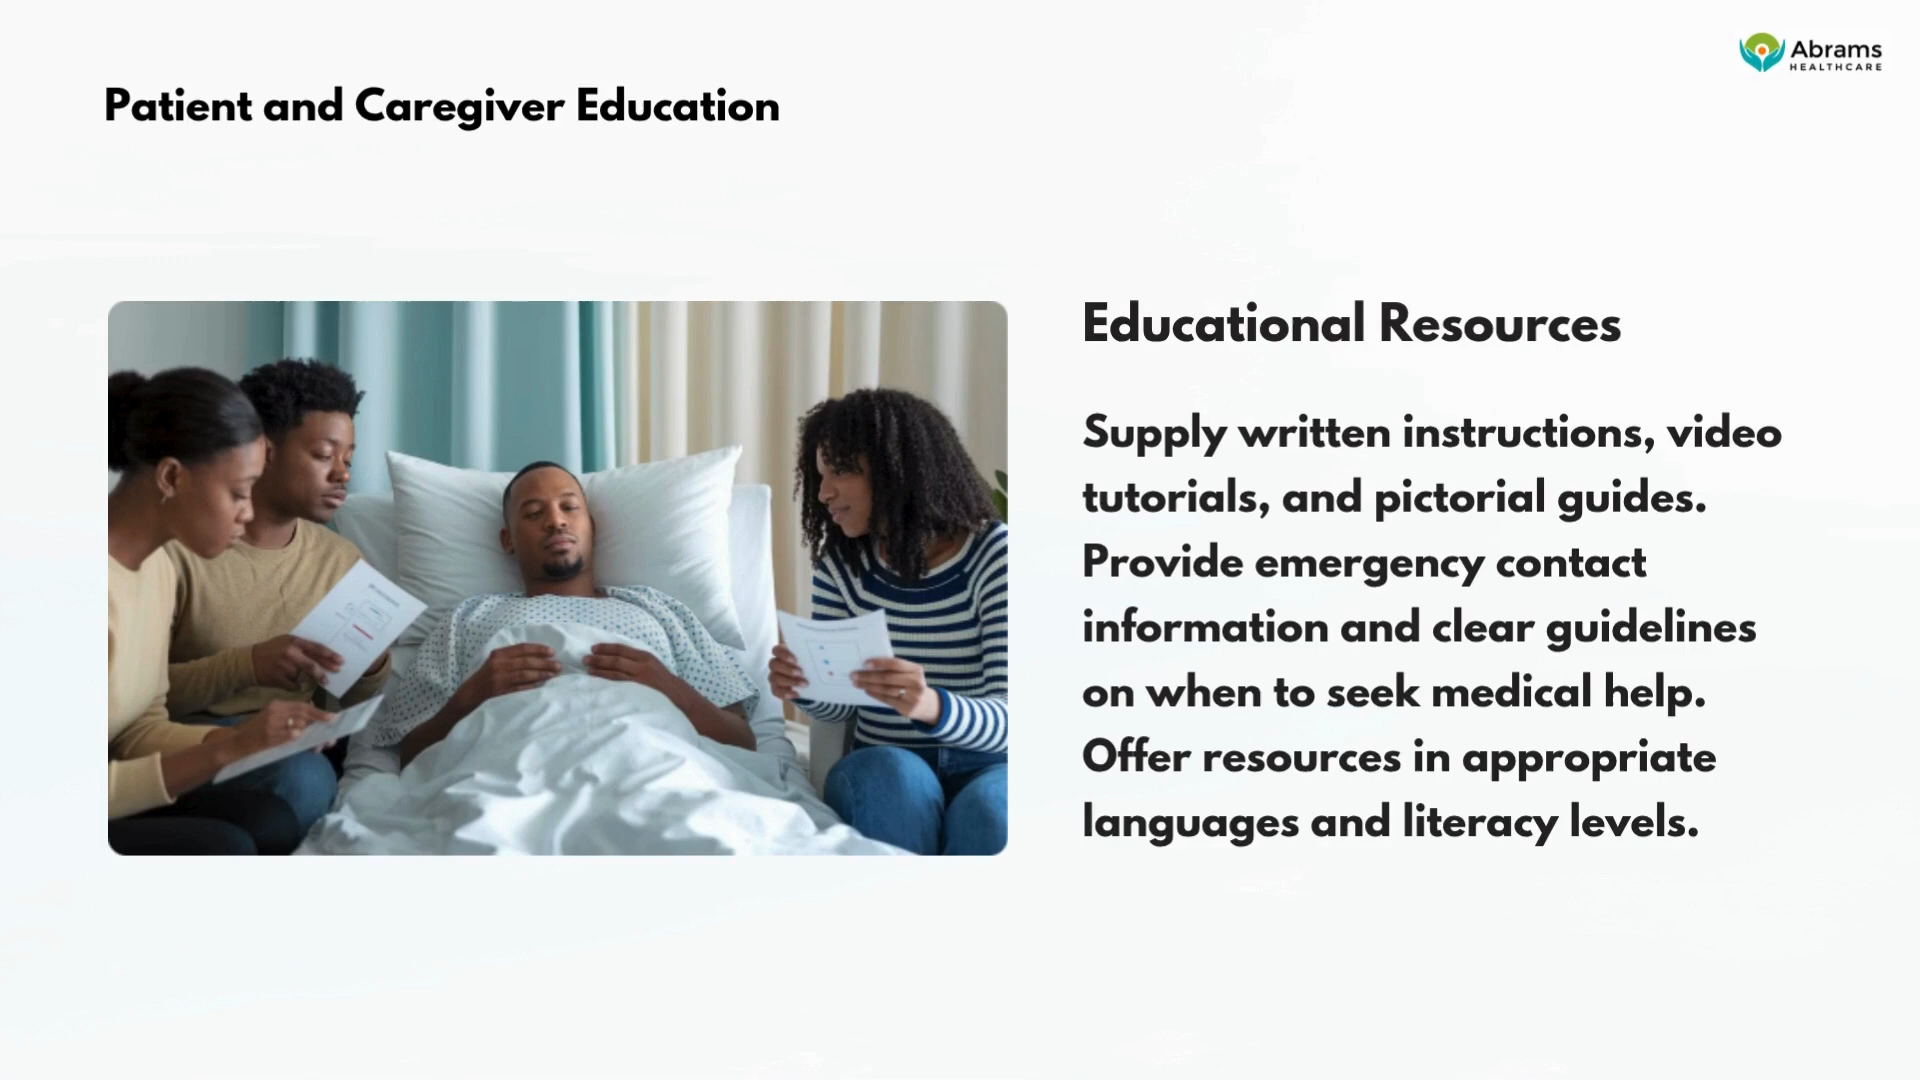 Abrams
HEALTHCARE
Patient and Caregiver Education
Educational Resources
Supply written instructions, video
tutorials, and pictorial guides.
Provide emergency contact
information and clear guidelines
on when to seek medical help.
Offer resources in appropriate
languages and literacy levels.